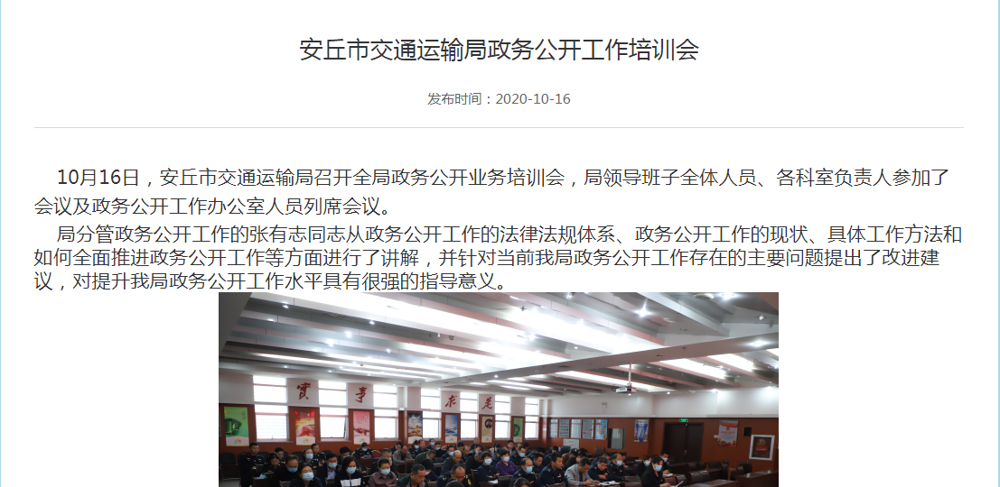 安丘市交通运输局政务公开工作培训会
发布时间：2020-10-16
10月16日，安丘市交通运输局召开全局政务公开业务培训会，局领导班子全体人员、各科室负责人参加了
会议及政务公开工作办公室人员列席会议。
局分管政务公开工作的张有志同志从政务公开工作的法律法规体系、政务公开工作的现状、具体工作方法和
如何全面推进政务公开工作等方面进行了讲解，并针对当前我局政务公开工作存在的主要问题提出了改进建
议，对提升我局政务公开工作水平具有很强的指导意义。
實事求是